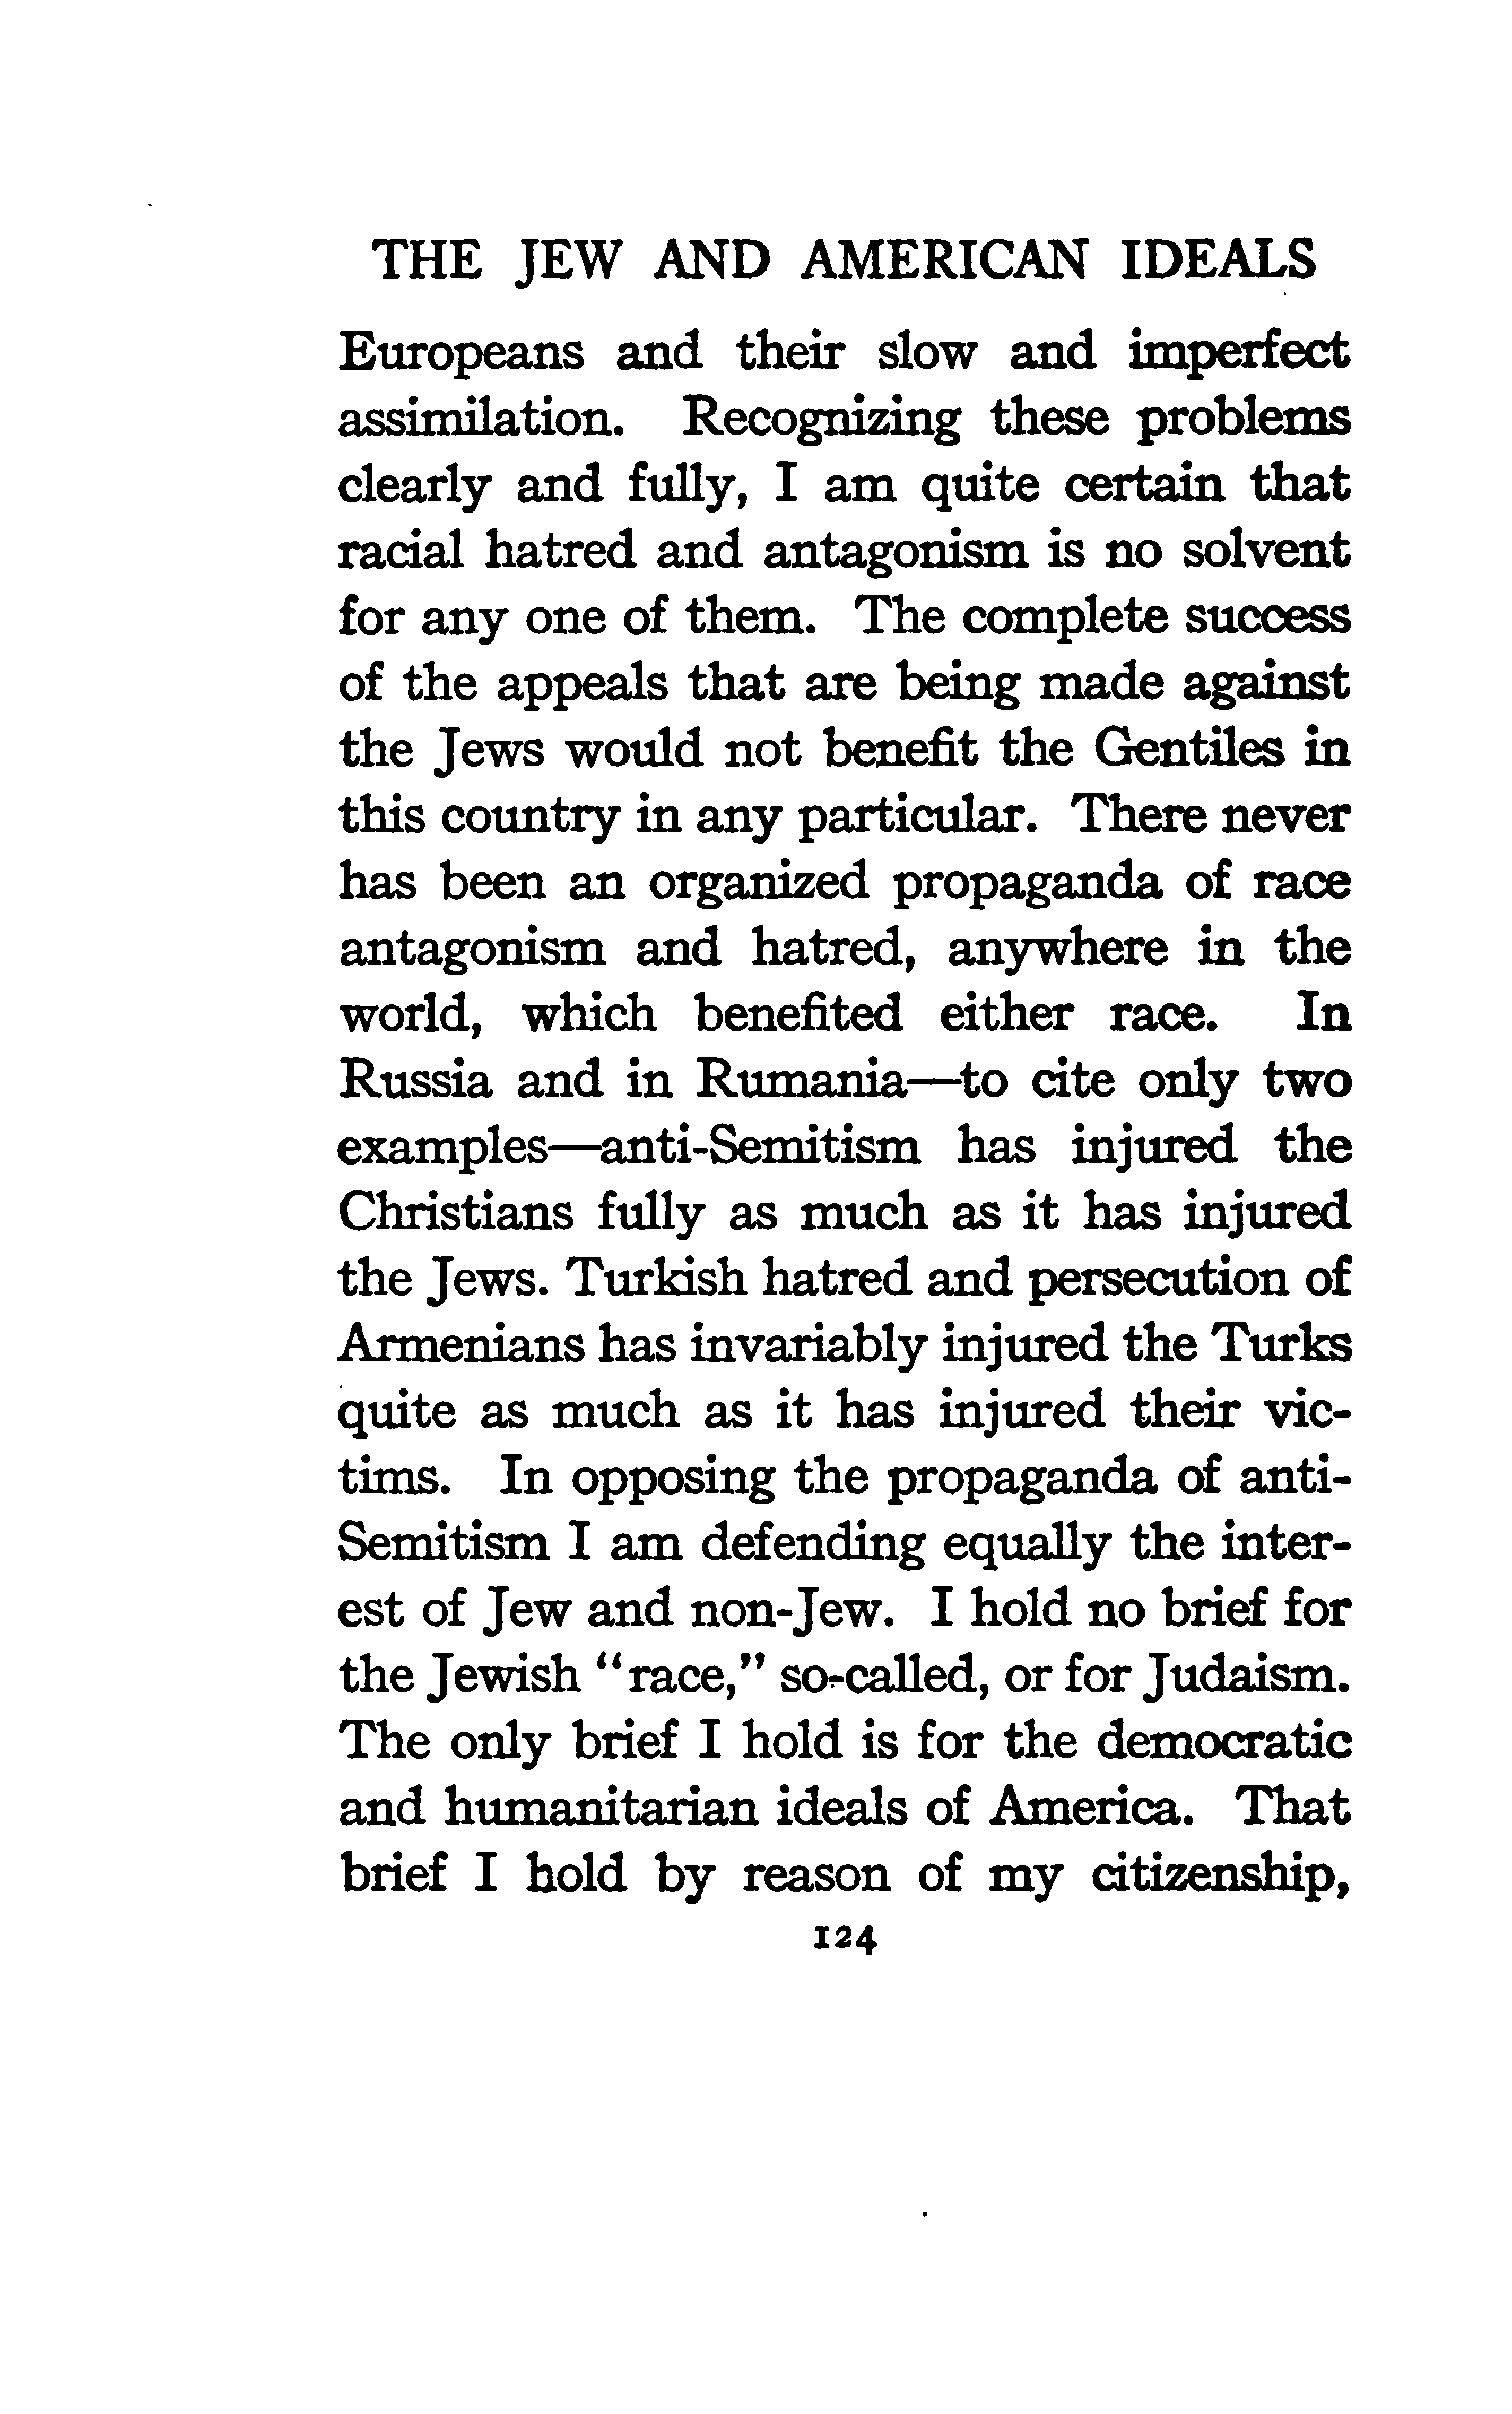 THE JEW AND AMERICAN IDEALS
Europeans and their slow and imperfect
assimilation. Recognizing these problems
clearly and fully, I am quite certain that
racial hatred and antagonism is no solvent
for any one of them. The complete success
of the appeals that are being made against
the Jews would not benefit the Gentiles in
this country in any particular. There never
has been an organized propaganda of race
antagonism and hatred, anywhere in the
world, which benefited either race. In
Russia and in Rumania—to cite only two
examples—anti-Semitism has injured the
Christians fully as much as it has injured
the Jews. Turkish hatred and persecution of
Armenians has invariably injured the Turks
quite as much as it has injured their vic-
tims. In opposing the propaganda of anti-
Semitism I am defending equally the inter-
est of Jew and non-Jew. I hold no brief for
the Jewish "race," so-called, or for Judaism.
The only brief I hold is for the democratic
and humanitarian ideals of America. That
brief I hold by reason of my citizenship,
124